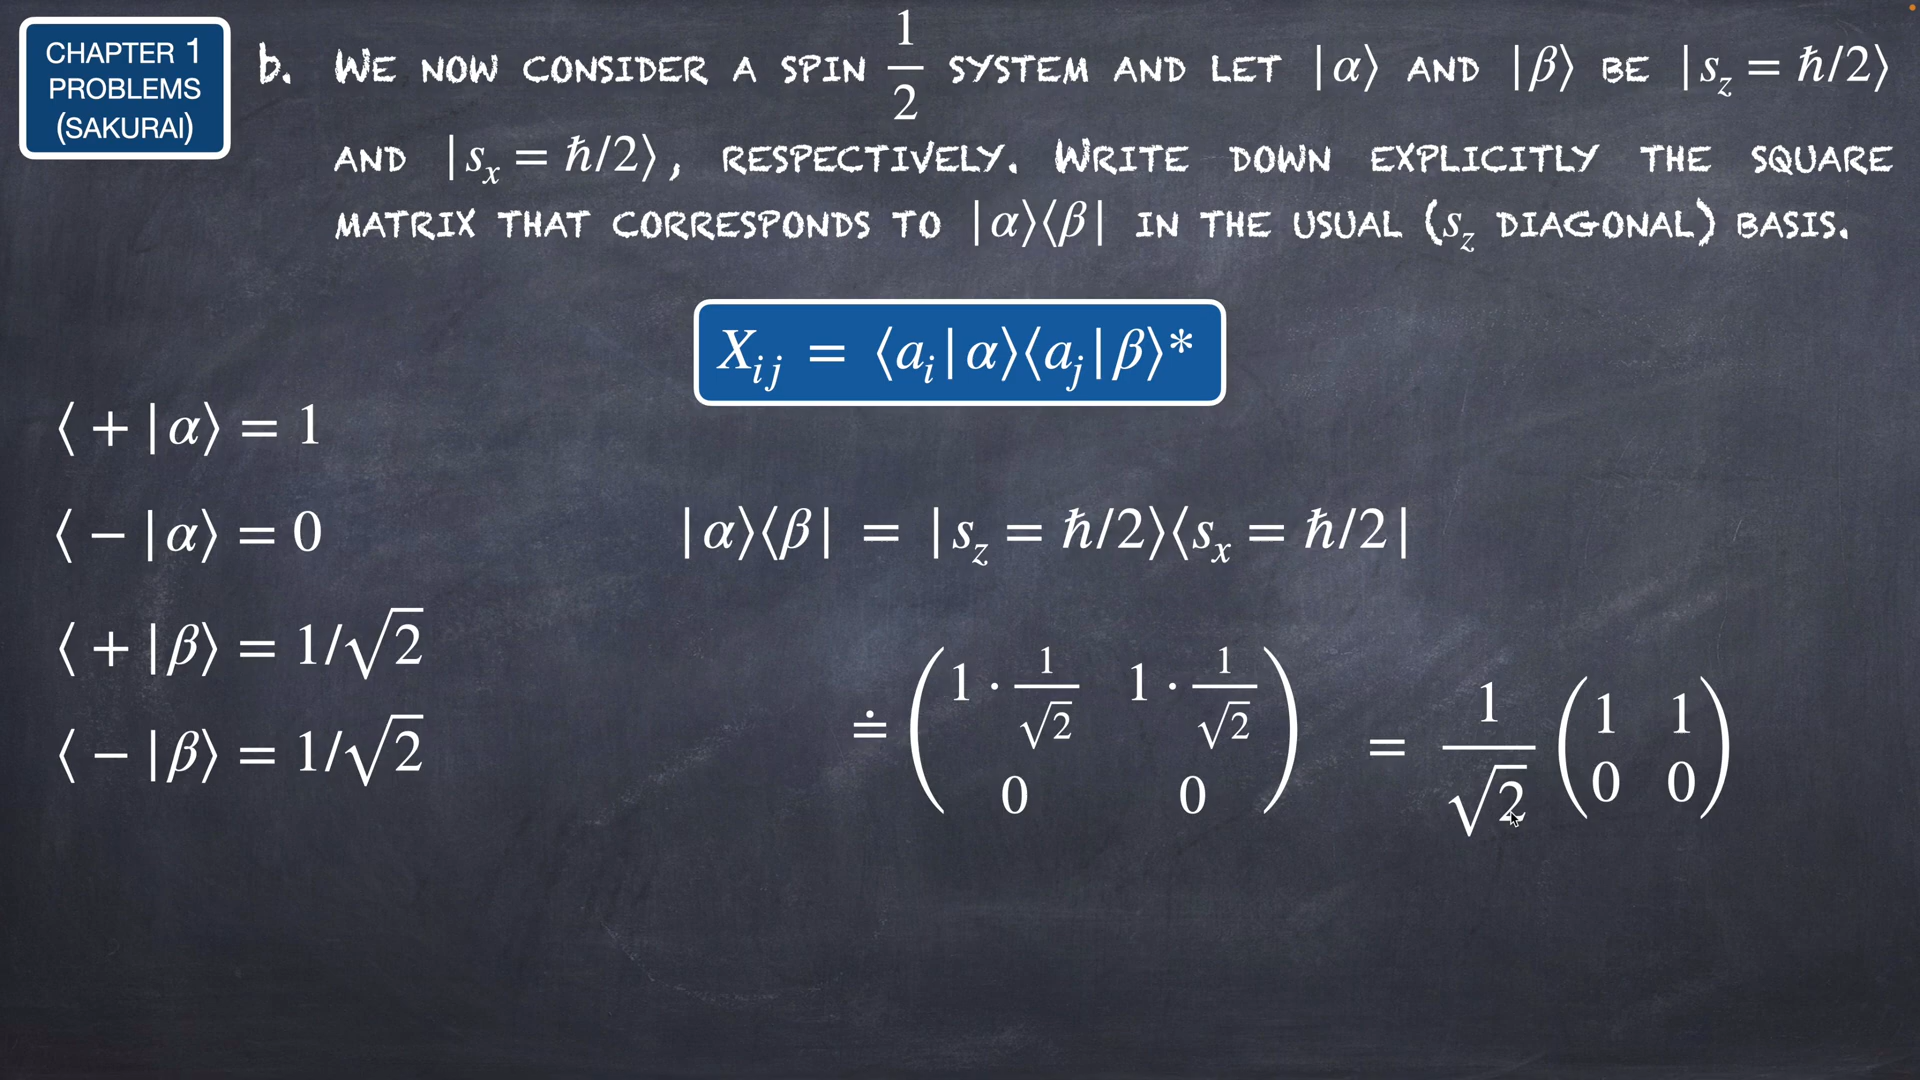 CHAPTER 1
PROBLEMS
(SAKURAI)
b. WE NOW CONSIDER A SPIN 1/2 SYSTEM AND LET |α⟩ AND |β⟩ BE |s_z = ℏ/2⟩
AND |s_x = ℏ/2⟩, RESPECTIVELY. WRITE DOWN EXPLICITLY THE SQUARE
MATRIX THAT CORRESPONDS TO |α⟩⟨β| IN THE USUAL (s_z DIAGONAL) BASIS.
X_ij = ⟨a_i|α⟩⟨a_j|β⟩*
⟨+|α⟩ = 1
⟨−|α⟩ = 0
⟨+|β⟩ = 1/√2
⟨−|β⟩ = 1/√2
|α⟩⟨β| = |s_z = ℏ/2⟩⟨s_x = ℏ/2|
≐ (1 · 1/√2 1 · 1/√2
0 0) = 1/√2 (1 1
0 0)